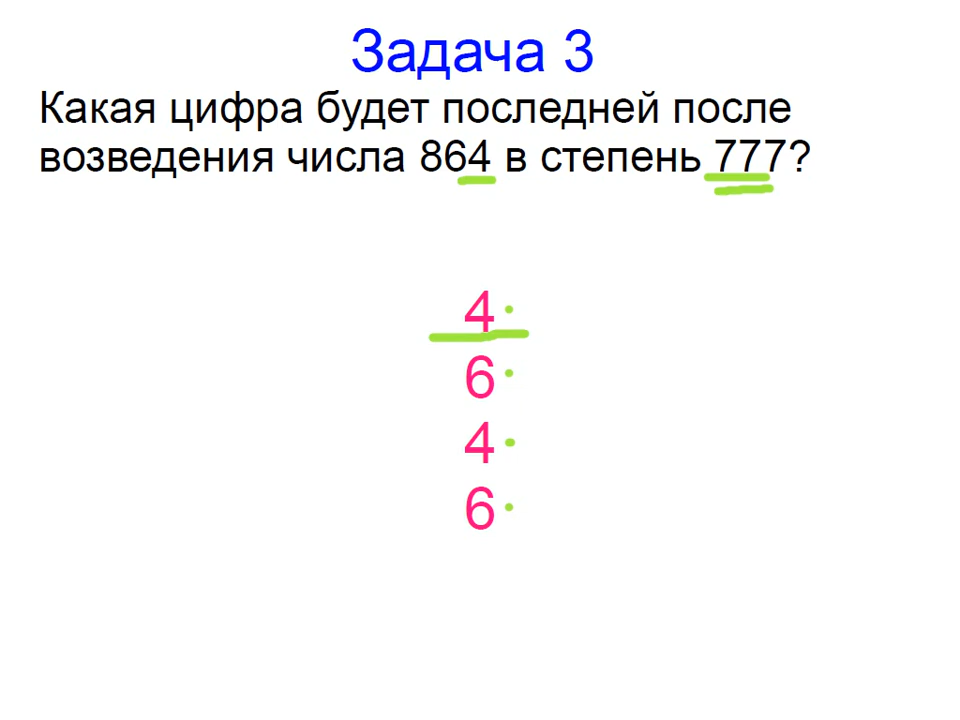 Задача 3
Какая цифра будет последней после
возведения числа 864 в степень 777?
4
6
4
6